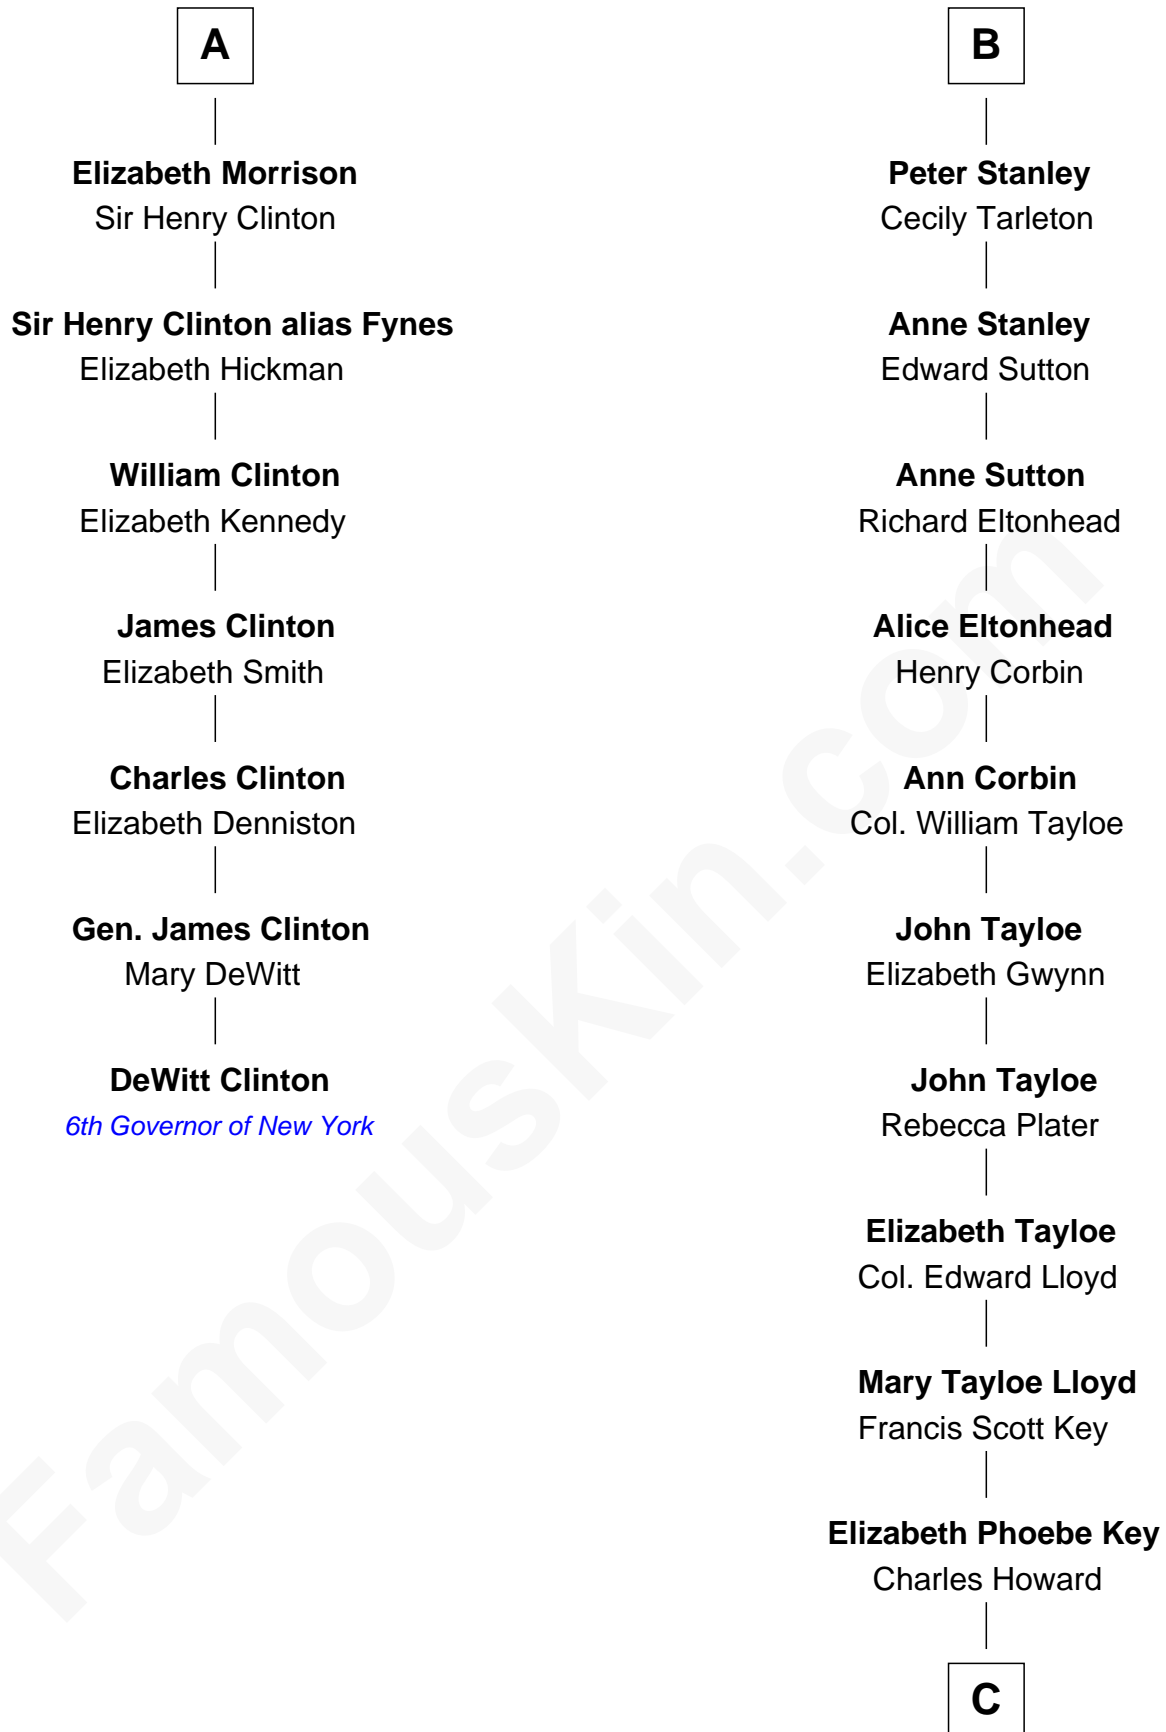 A
Elizabeth Morrison
Sir Henry Clinton
Sir Henry Clinton alias Fynes
Elizabeth Hickman
William Clinton
Elizabeth Kennedy
James Clinton
Elizabeth Smith
Charles Clinton
Elizabeth Denniston
Gen. James Clinton
Mary DeWitt
DeWitt Clinton
6th Governor of New York
B
Peter Stanley
Cecily Tarleton
Anne Stanley
Edward Sutton
Anne Sutton
Richard Eltonhead
Alice Eltonhead
Henry Corbin
Ann Corbin
Col. William Tayloe
John Tayloe
Elizabeth Gwynn
John Tayloe
Rebecca Plater
Elizabeth Tayloe
Col. Edward Lloyd
Mary Tayloe Lloyd
Francis Scott Key
Elizabeth Phoebe Key
Charles Howard
C
FamousKin.com